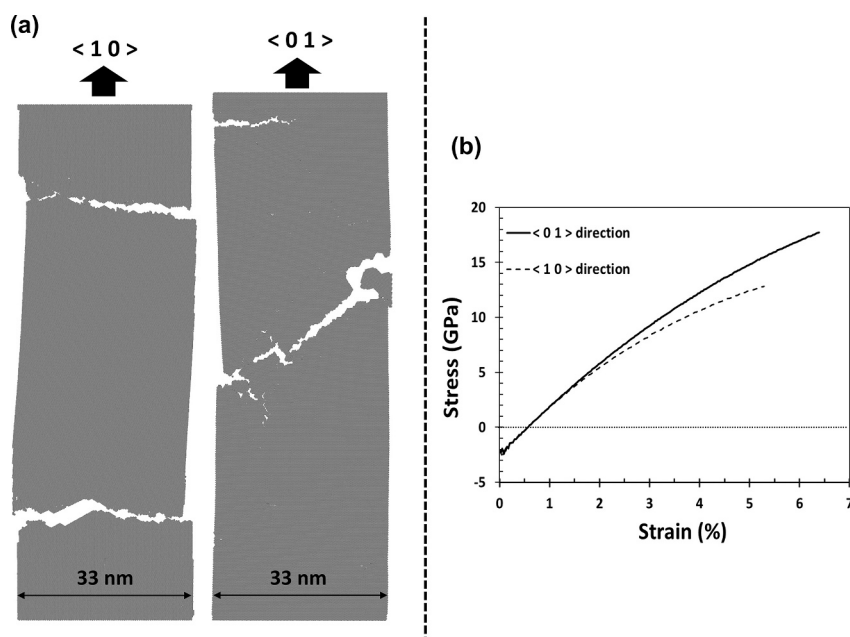 (a)
< 1 0 >
< 0 1 >
33 nm
33 nm
(b)
20
15
10
5
0
-5
Stress (GPa)
< 0 1 > direction
< 1 0 > direction
0 1 2 3 4 5 6 7
Strain (%)